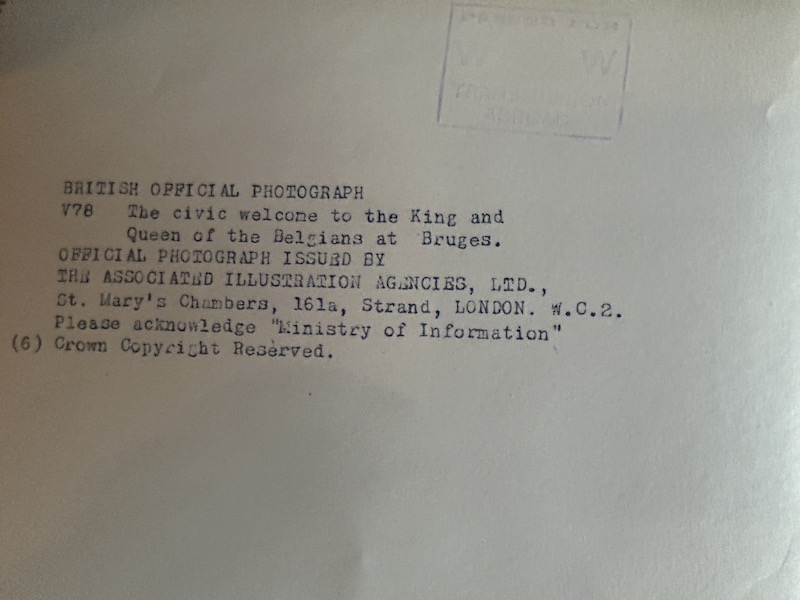 BRITISH OFFICIAL PHOTOGRAPH
V78 The civic welcome to the King and
Queen of the Belgians at Bruges.
OFFICIAL PHOTOGRAPH ISSUED BY
THE ASSOCIATED ILLUSTRATION AGENCIES, LTD.,
St. Mary's Chambers, 161a, Strand, LONDON. W.C.2.
Please acknowledge "Ministry of Information"
(6) Crown Copyright Reserved.